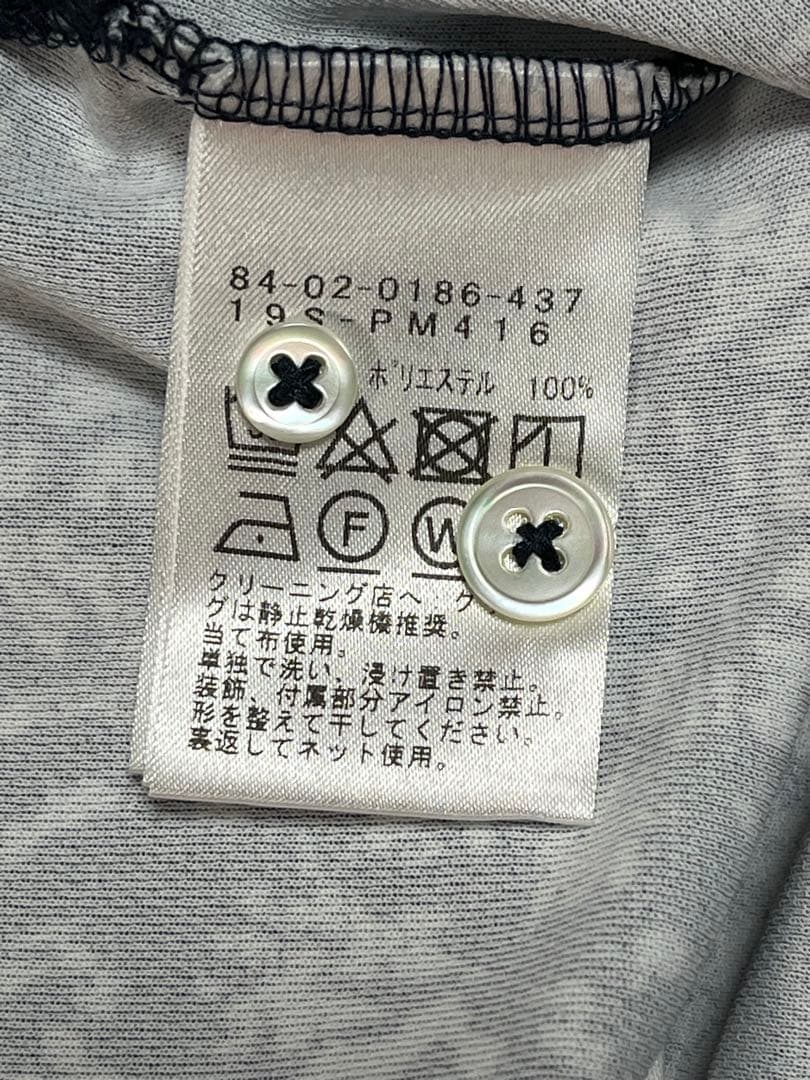 84-02-0186-437
19S-PM416
ポリエステル 100%
F W
クリーニング店へ・ク
グは静止乾燥機推奨。
当て布使用。
単独で洗い、浸け置き禁止。
装飾、付属部分アイロン禁止。
形を整えて干してください。
裏返してネット使用。